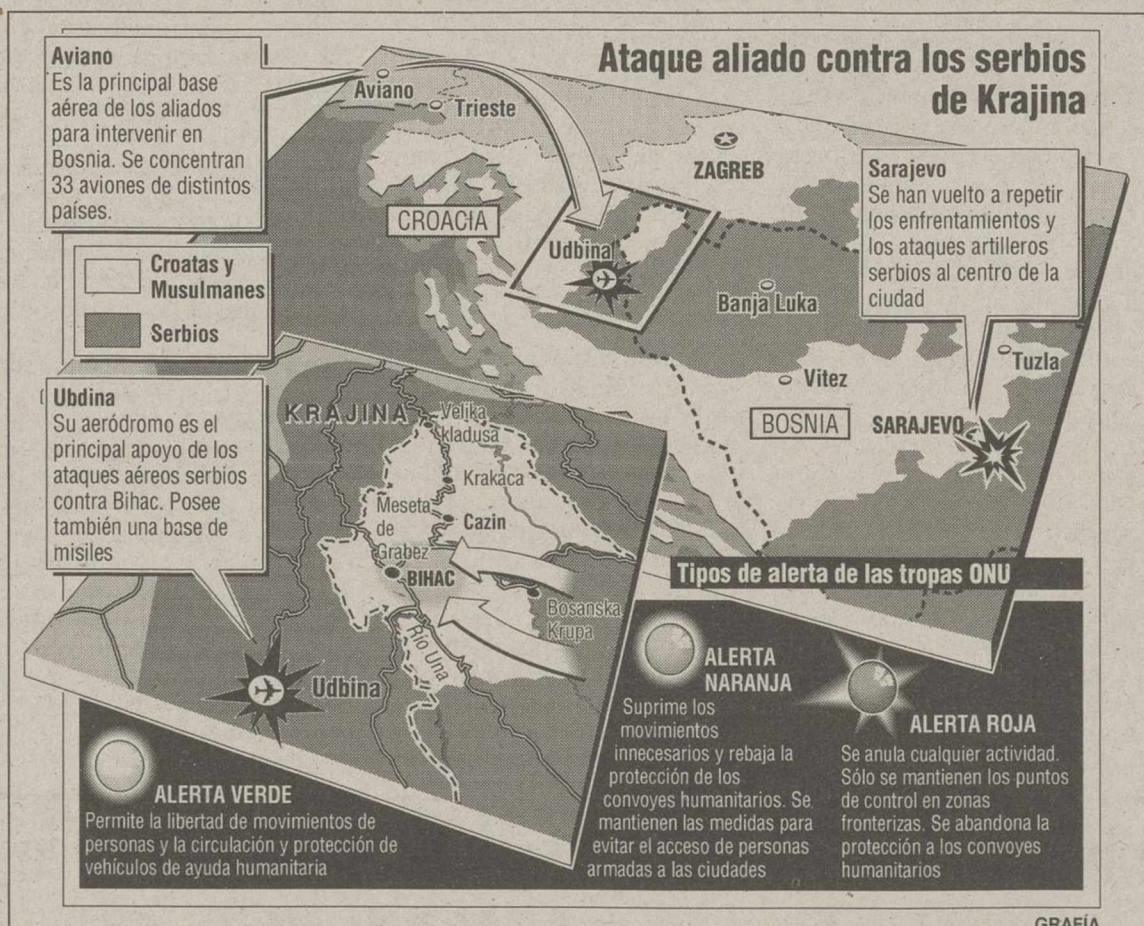 Ataque aliado contra los serbios
de Krajina
Aviano
Es la principal base
aérea de los aliados
para intervenir en
Bosnia. Se concentran
33 aviones de distintos
países.
Aviano
Trieste
ZAGREB
CROACIA
Udbina
Banja Luka
Vitez
BOSNIA
SARAJEVO
Tuzla
Sarajevo
Se han vuelto a repetir
los enfrentamientos y
los ataques artilleros
serbios al centro de la
ciudad
Croatas y
Musulmanes
Serbios
Ubdina
Su aeródromo es el
principal apoyo de los
ataques aéreos serbios
contra Bihac. Posee
también una base de
misiles
KRAJINA
Velika
kladusa
Krakaca
Meseta
de
Grabez
Cazin
BIHAC
Bosanska
Krupa
Río Una
Udbina
Tipos de alerta de las tropas ONU
ALERTA VERDE
Permite la libertad de movimientos de
personas y la circulación y protección de
vehículos de ayuda humanitaria
ALERTA
NARANJA
Suprime los
movimientos
innecesarios y rebaja la
protección de los
convoyes humanitarios. Se
mantienen las medidas para
evitar el acceso de personas
armadas a las ciudades
ALERTA ROJA
Se anula cualquier actividad.
Sólo se mantienen los puntos
de control en zonas
fronterizas. Se abandona la
protección a los convoyes
humanitarios
GRAFÍA